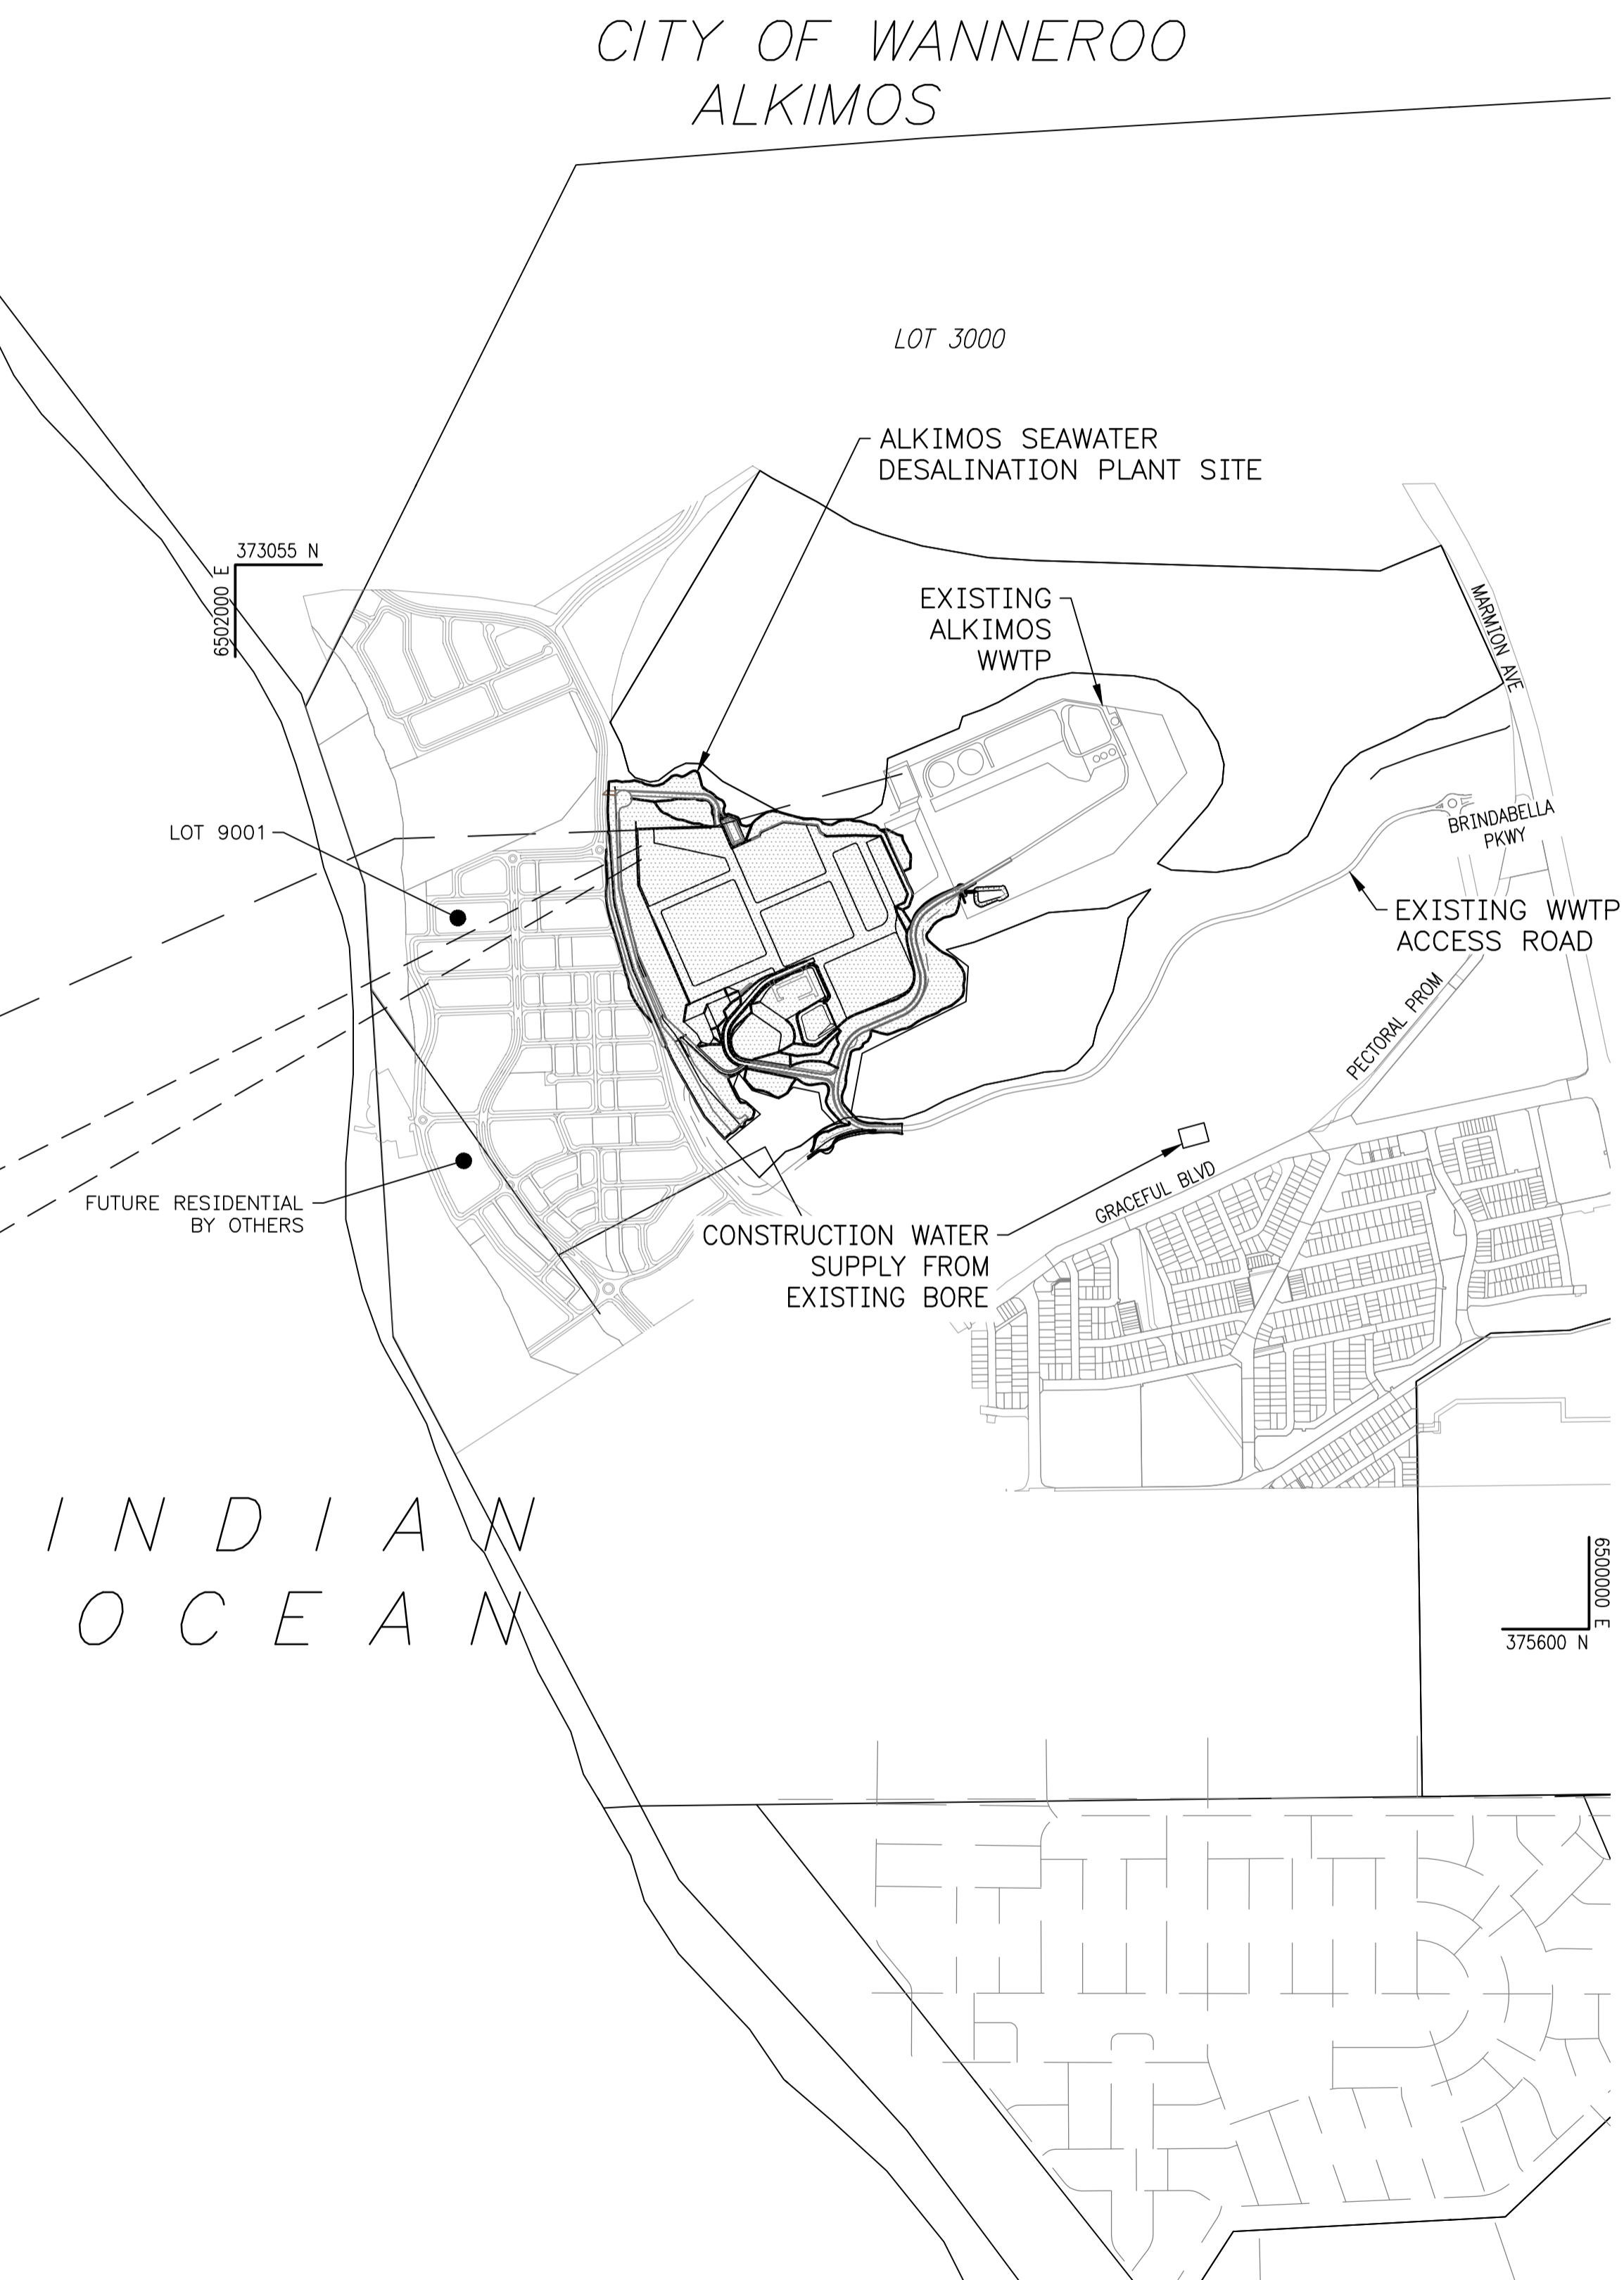 CITY OF WANNEROO
ALKIMOS
LOT 3000
ALKIMOS SEAWATER
DESALINATION PLANT SITE
373055 N
6502000 E
EXISTING
ALKIMOS
WWTP
MARMION AVE
LOT 9001
BRINDABELLA
PKWY
EXISTING WWTP
ACCESS ROAD
PECTORAL PROM
GRACEFUL BLVD
FUTURE RESIDENTIAL
BY OTHERS
CONSTRUCTION WATER
SUPPLY FROM
EXISTING BORE
INDIAN
OCEAN
6500000 E
375600 N